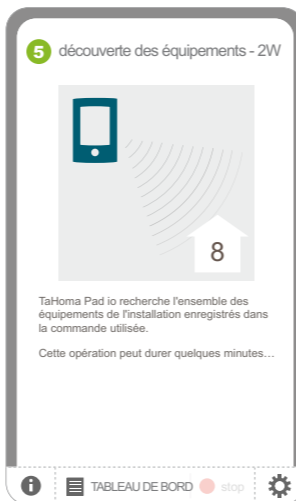 5 découverte des équipements - 2W
8
TaHoma Pad io recherche l'ensemble des
équipements de l'installation enregistrés dans
la commande utilisée.
Cette opération peut durer quelques minutes…
i TABLEAU DE BORD stop